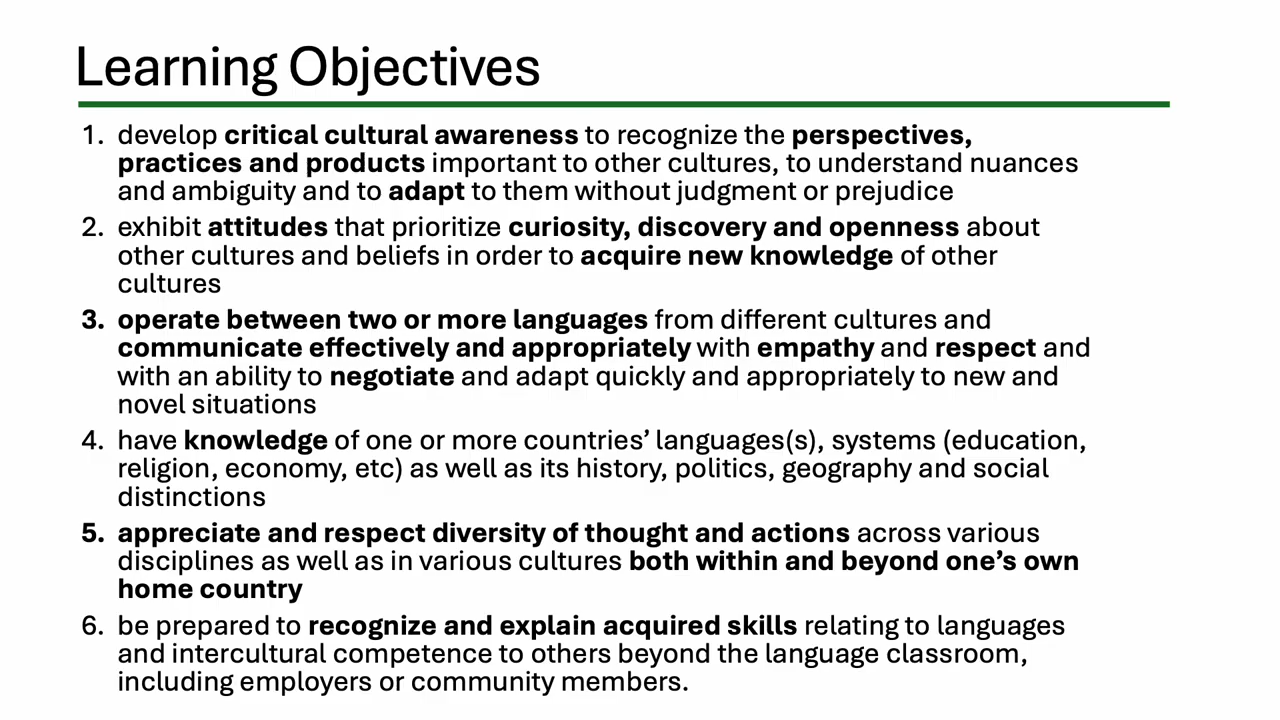 Learning Objectives
1. develop critical cultural awareness to recognize the perspectives,
practices and products important to other cultures, to understand nuances
and ambiguity and to adapt to them without judgment or prejudice
2. exhibit attitudes that prioritize curiosity, discovery and openness about
other cultures and beliefs in order to acquire new knowledge of other
cultures
3. operate between two or more languages from different cultures and
communicate effectively and appropriately with empathy and respect and
with an ability to negotiate and adapt quickly and appropriately to new and
novel situations
4. have knowledge of one or more countries’ languages(s), systems (education,
religion, economy, etc) as well as its history, politics, geography and social
distinctions
5. appreciate and respect diversity of thought and actions across various
disciplines as well as in various cultures both within and beyond one’s own
home country
6. be prepared to recognize and explain acquired skills relating to languages
and intercultural competence to others beyond the language classroom,
including employers or community members.